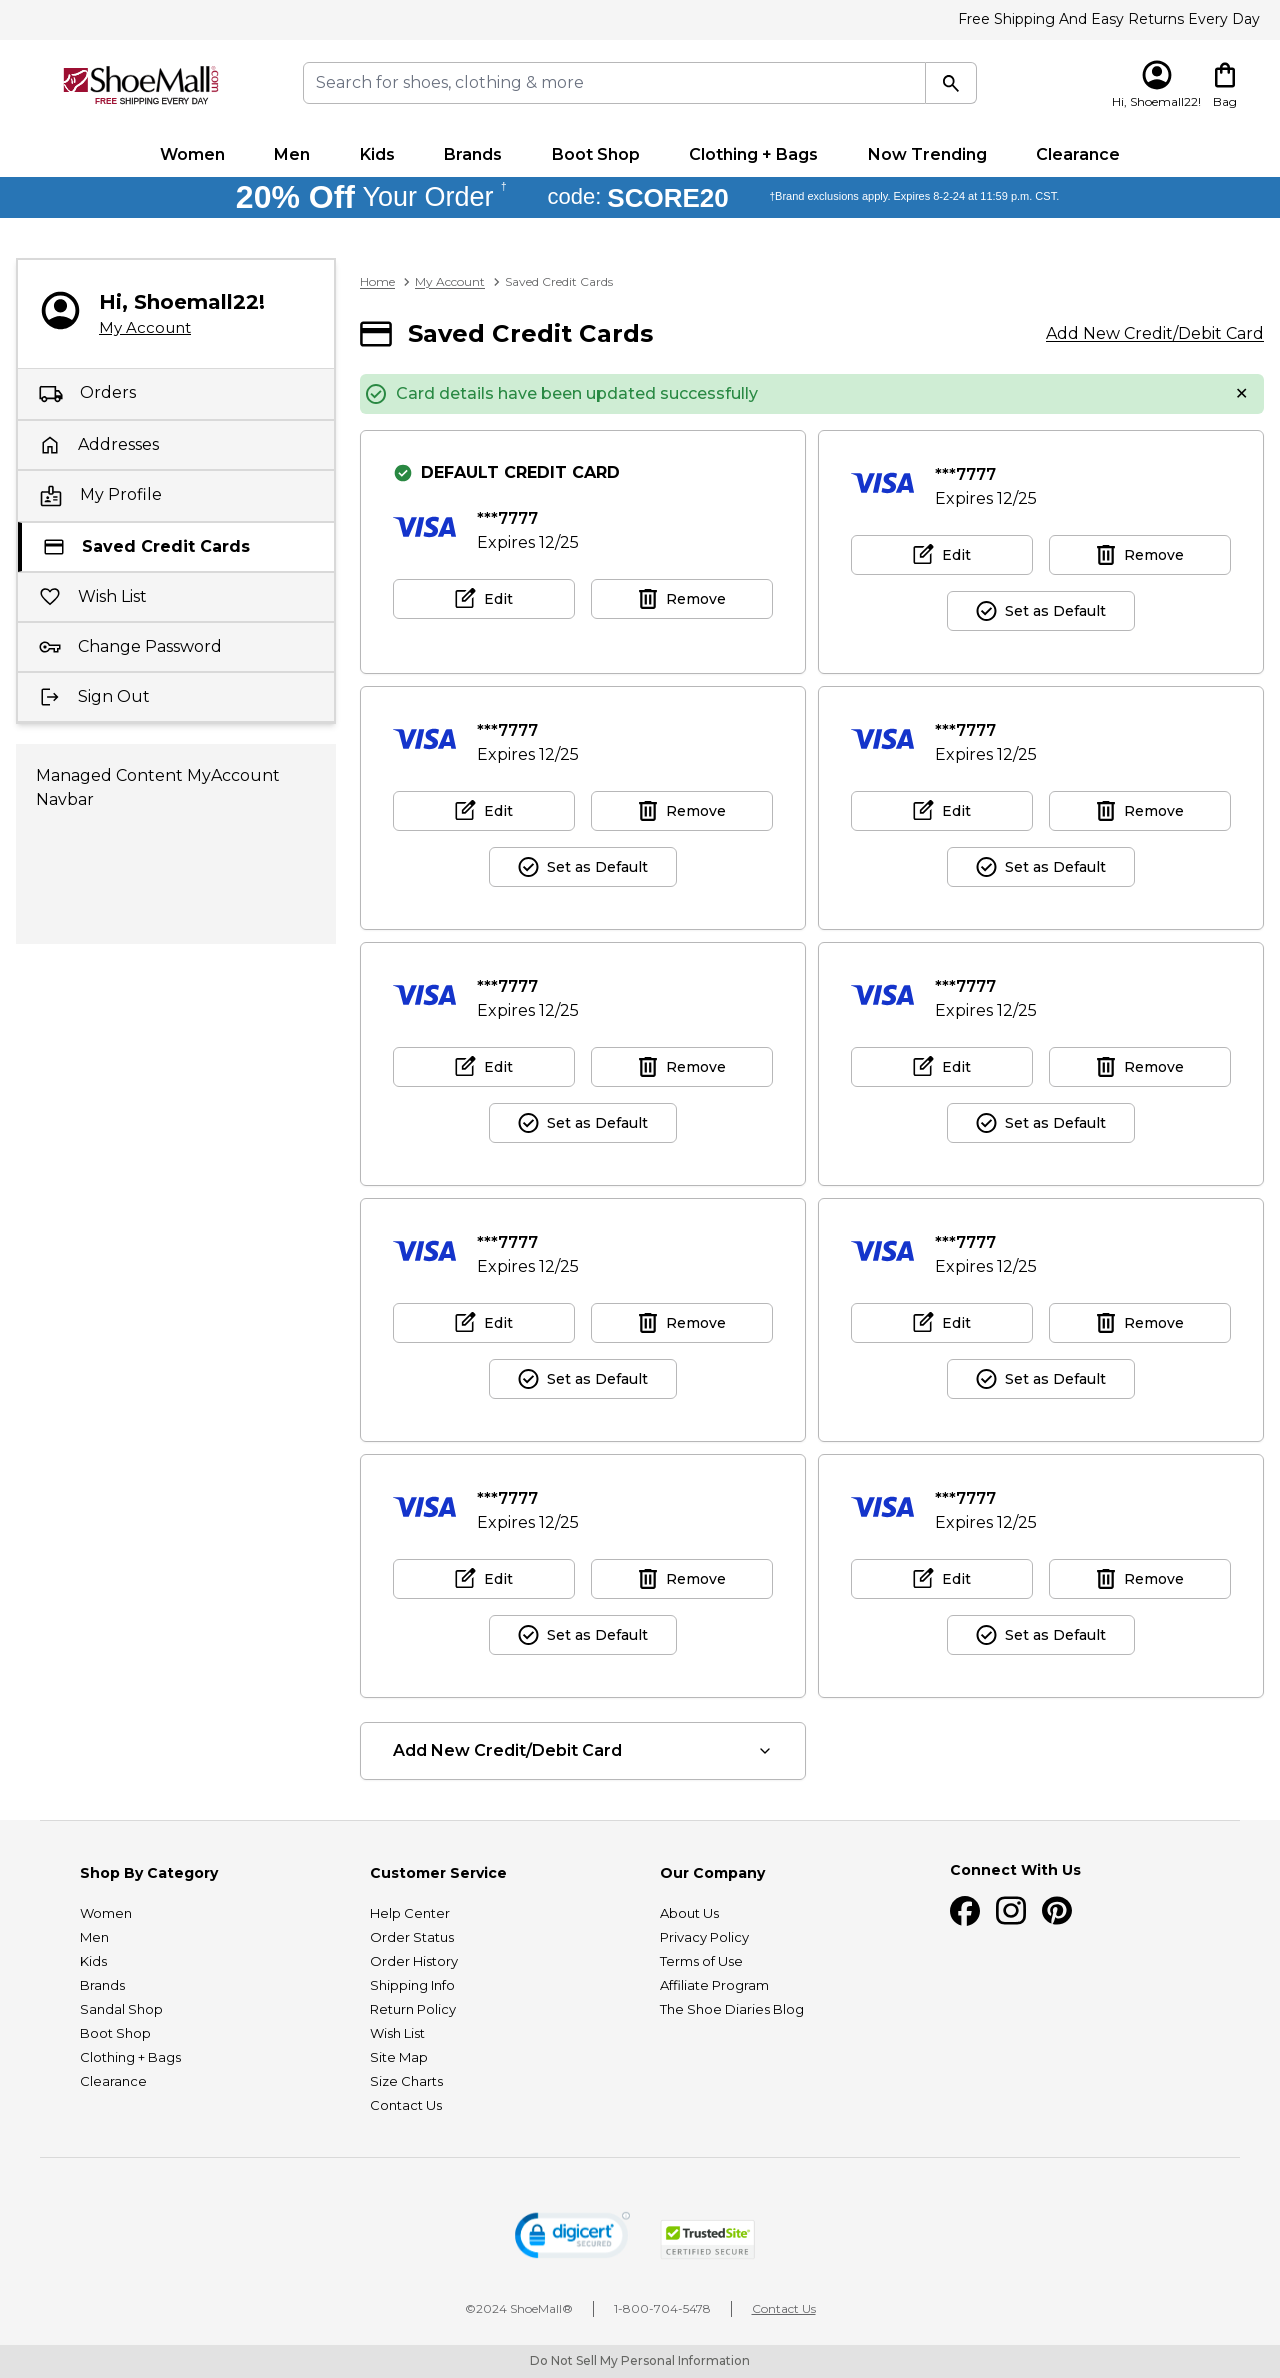 Free Shipping And Easy Returns Every Day
ShoeMall.com
FREE SHIPPING EVERY DAY
Search for shoes, clothing & more
Hi, Shoemall22!
Bag
Women Men Kids Brands Boot Shop Clothing + Bags Now Trending Clearance
20% Off Your Order † code: SCORE20 †Brand exclusions apply. Expires 8-2-24 at 11:59 p.m. CST.
Hi, Shoemall22!
My Account
Orders
Addresses
My Profile
Saved Credit Cards
Wish List
Change Password
Sign Out
Managed Content MyAccount
Navbar
Home > My Account > Saved Credit Cards
Saved Credit Cards
Add New Credit/Debit Card
Card details have been updated successfully
DEFAULT CREDIT CARD
VISA ***7777
Expires 12/25
Edit Remove
VISA ***7777
Expires 12/25
Edit Remove
Set as Default
VISA ***7777
Expires 12/25
Edit Remove
Set as Default
VISA ***7777
Expires 12/25
Edit Remove
Set as Default
VISA ***7777
Expires 12/25
Edit Remove
Set as Default
VISA ***7777
Expires 12/25
Edit Remove
Set as Default
VISA ***7777
Expires 12/25
Edit Remove
Set as Default
VISA ***7777
Expires 12/25
Edit Remove
Set as Default
VISA ***7777
Expires 12/25
Edit Remove
Set as Default
VISA ***7777
Expires 12/25
Edit Remove
Set as Default
Add New Credit/Debit Card
Shop By Category
Women
Men
Kids
Brands
Sandal Shop
Boot Shop
Clothing + Bags
Clearance
Customer Service
Help Center
Order Status
Order History
Shipping Info
Return Policy
Wish List
Site Map
Size Charts
Contact Us
Our Company
About Us
Privacy Policy
Terms of Use
Affiliate Program
The Shoe Diaries Blog
Connect With Us
digicert
SECURED
TrustedSite
CERTIFIED SECURE
©2024 ShoeMall® | 1-800-704-5478 | Contact Us
Do Not Sell My Personal Information